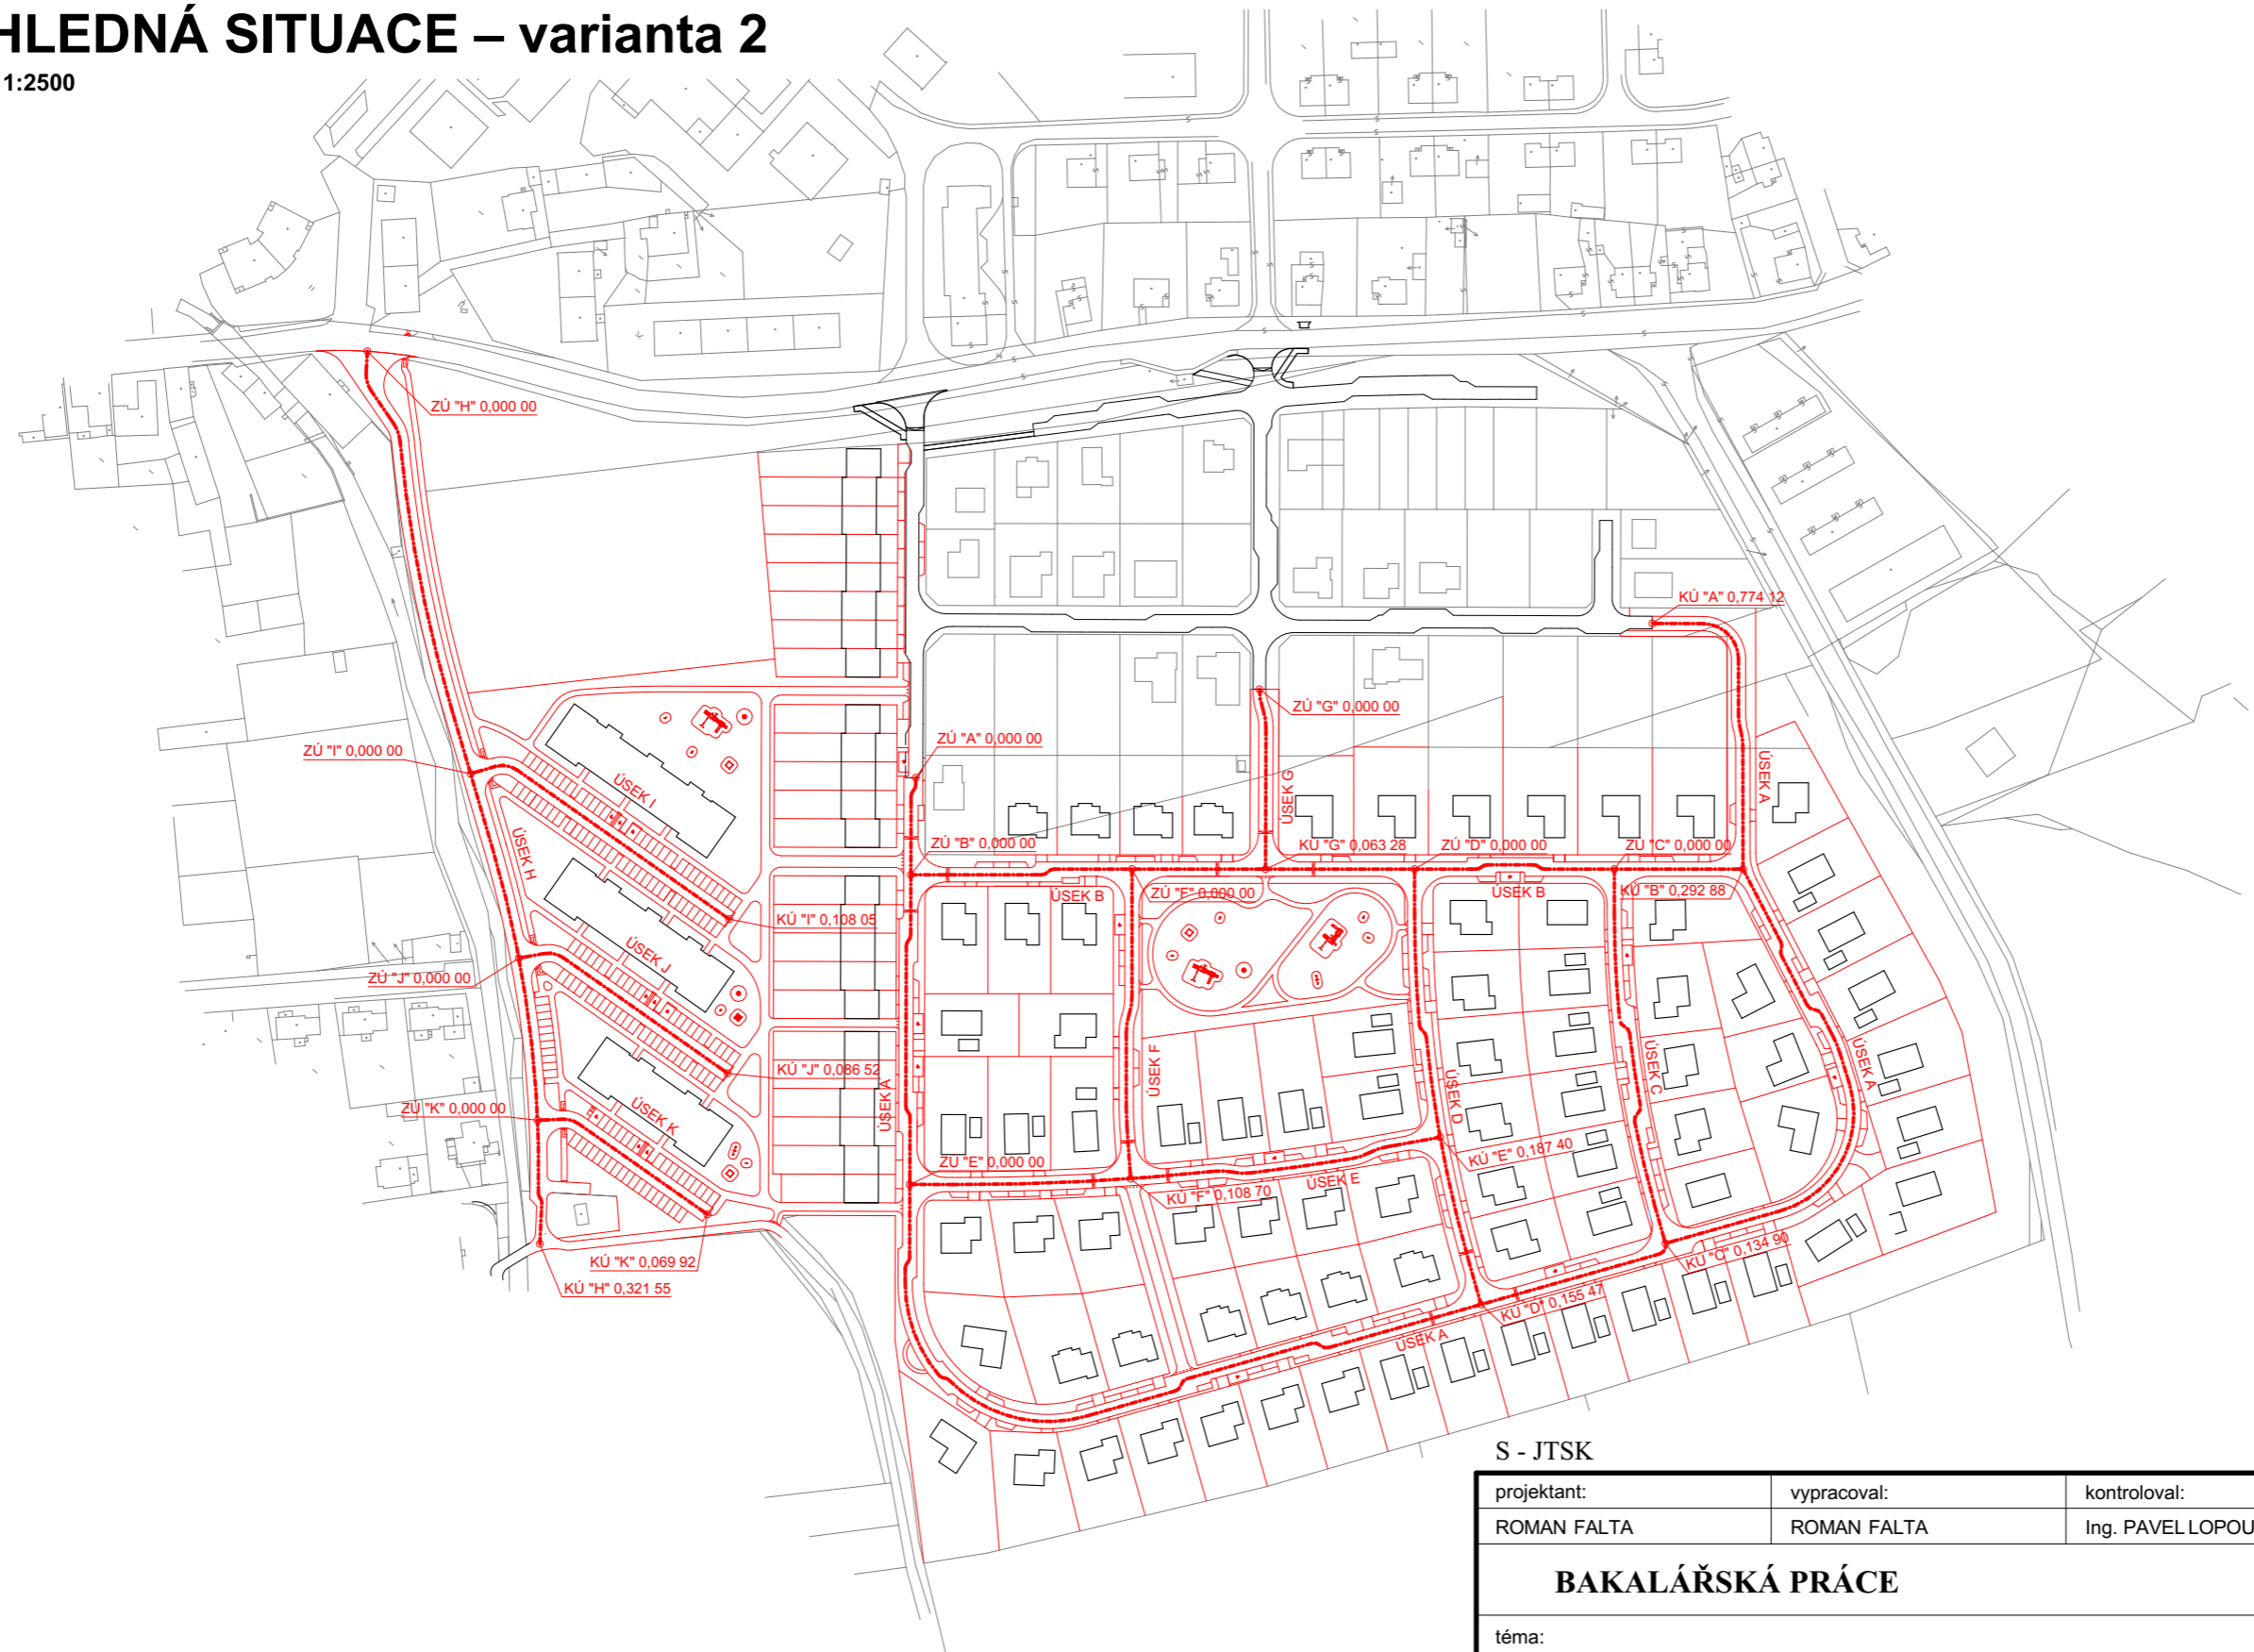 HLEDNÁ SITUACE – varianta 2
1:2500
ZÚ "H" 0,000 00
KÚ "A" 0,774 12
ZÚ "G" 0,000 00
ZÚ "A" 0,000 00
ZÚ "I" 0,000 00
ÚSEK I
ÚSEK G
ÚSEK A
ÚSEK H
ZÚ "B" 0,000 00
KÚ "G" 0,063 28
ZÚ "D" 0,000 00
ZÚ "C" 0,000 00
ÚSEK B
ZÚ "F" 0,000 00
ÚSEK B
KÚ "B" 0,292 88
KÚ "I" 0,108 05
ÚSEK J
ZÚ "J" 0,000 00
KÚ "J" 0,086 52
ÚSEK A
ÚSEK F
ÚSEK D
ÚSEK C
ÚSEK A
ZÚ "K" 0,000 00
ÚSEK K
ZÚ "E" 0,000 00
KÚ "E" 0,187 40
KÚ "F" 0,108 70
ÚSEK E
KÚ "K" 0,069 92
KÚ "H" 0,321 55
KÚ "C" 0,134 90
KÚ "D" 0,155 47
ÚSEK A
S - JTSK
projektant:
vypracoval:
kontroloval:
ROMAN FALTA
ROMAN FALTA
Ing. PAVEL LOPOU
BAKALÁŘSKÁ PRÁCE
téma: